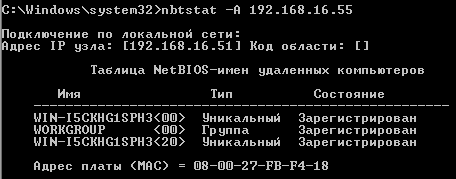 C:\Windows\system32>nbtstat -A 192.168.16.55
Подключение по локальной сети:
Адрес IP узла: [192.168.16.51] Код области: []
Таблица NetBIOS-имен удаленных компьютеров
Имя Тип Состояние
---------------------------------------------
WIN-I5CKHG1SPH3<00> Уникальный Зарегистрирован
WORKGROUP <00> Группа Зарегистрирован
WIN-I5CKHG1SPH3<20> Уникальный Зарегистрирован
Адрес платы (MAC) = 08-00-27-FB-F4-18